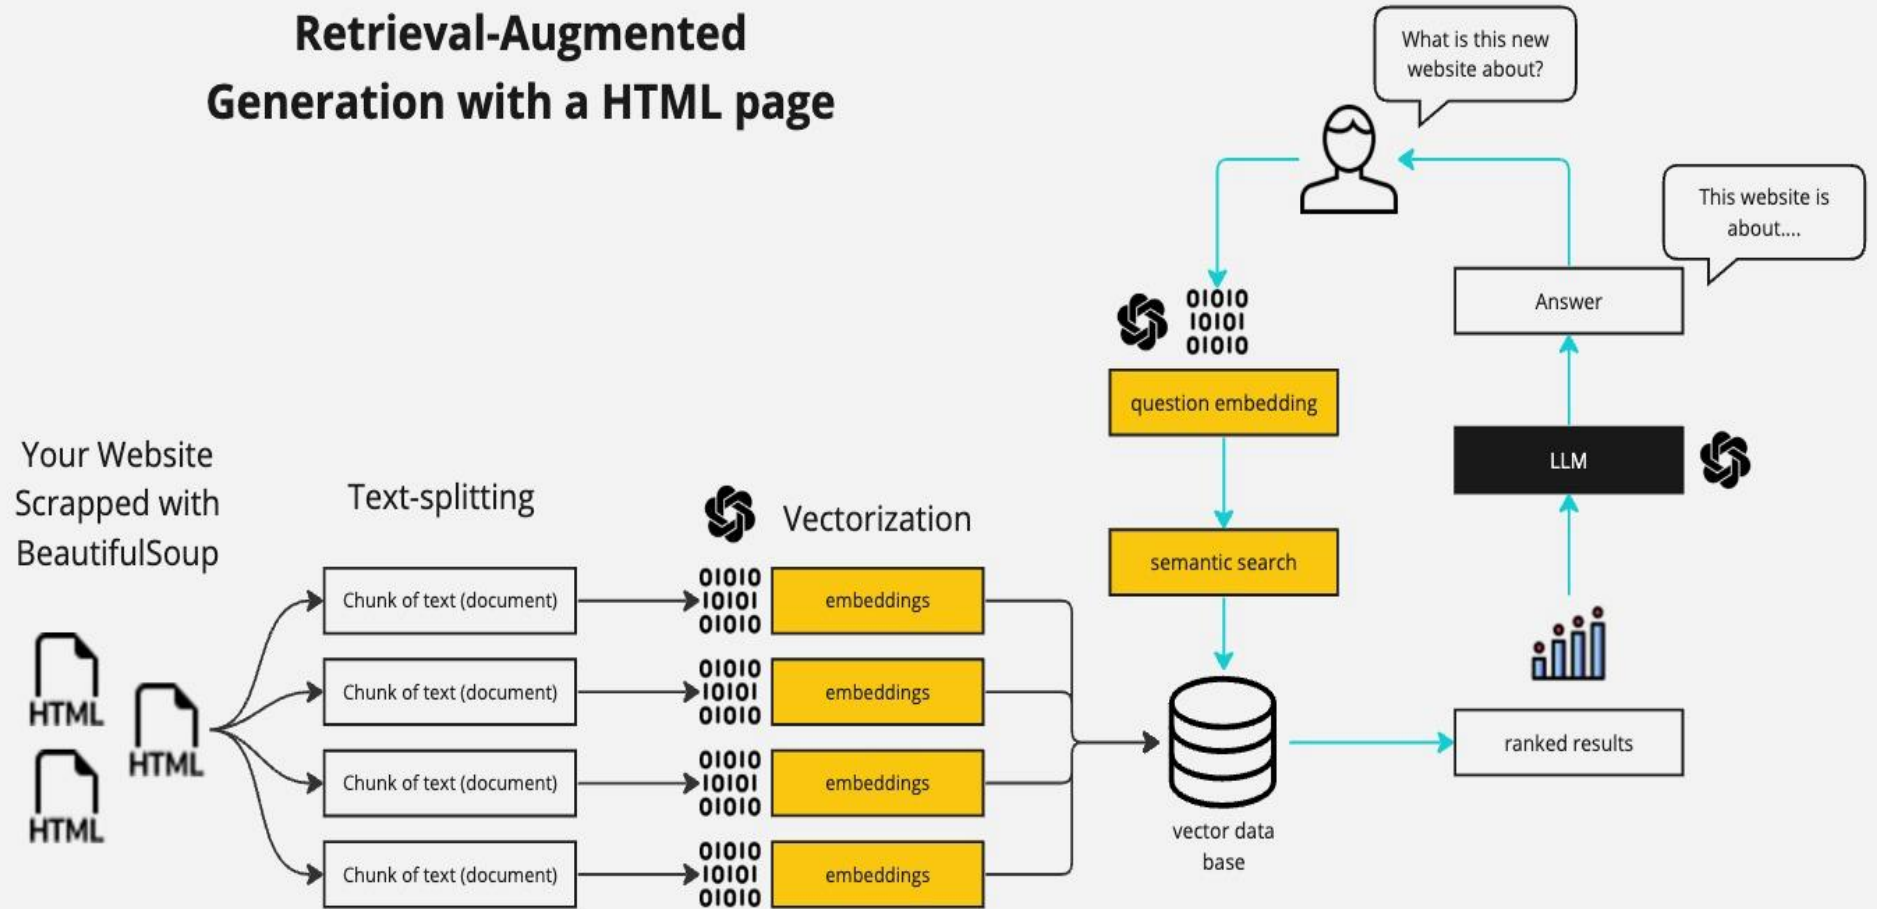 Retrieval-Augmented
Generation with a HTML page
What is this new
website about?
This website is
about....
Answer
01010
10101
01010
question embedding
LLM
semantic search
Your Website
Scrapped with
BeautifulSoup
Text-splitting
Vectorization
HTML
HTML
HTML
Chunk of text (document)
01010
10101
01010
embeddings
Chunk of text (document)
01010
10101
01010
embeddings
Chunk of text (document)
01010
10101
01010
embeddings
Chunk of text (document)
01010
10101
01010
embeddings
vector data
base
ranked results